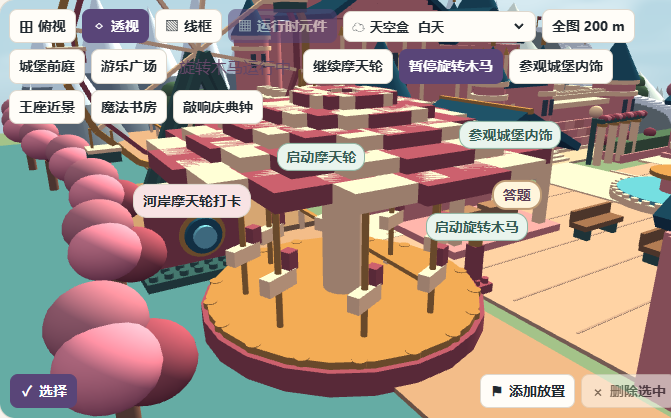 俯视 透视 线框 运行时元件 天空盒 白天 全图 200 m
城堡前庭 游乐广场 继续摩天轮 暂停旋转木马 参观城堡内饰
王座近景 魔法书房 敲响庆典钟
参观城堡内饰
启动摩天轮
河岸摩天轮打卡
答题
启动旋转木马
✓ 选择 添加放置 × 删除选中